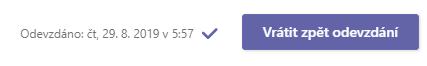 Odevzdáno: čt, 29. 8. 2019 v 5:57
Vrátit zpět odevzdání